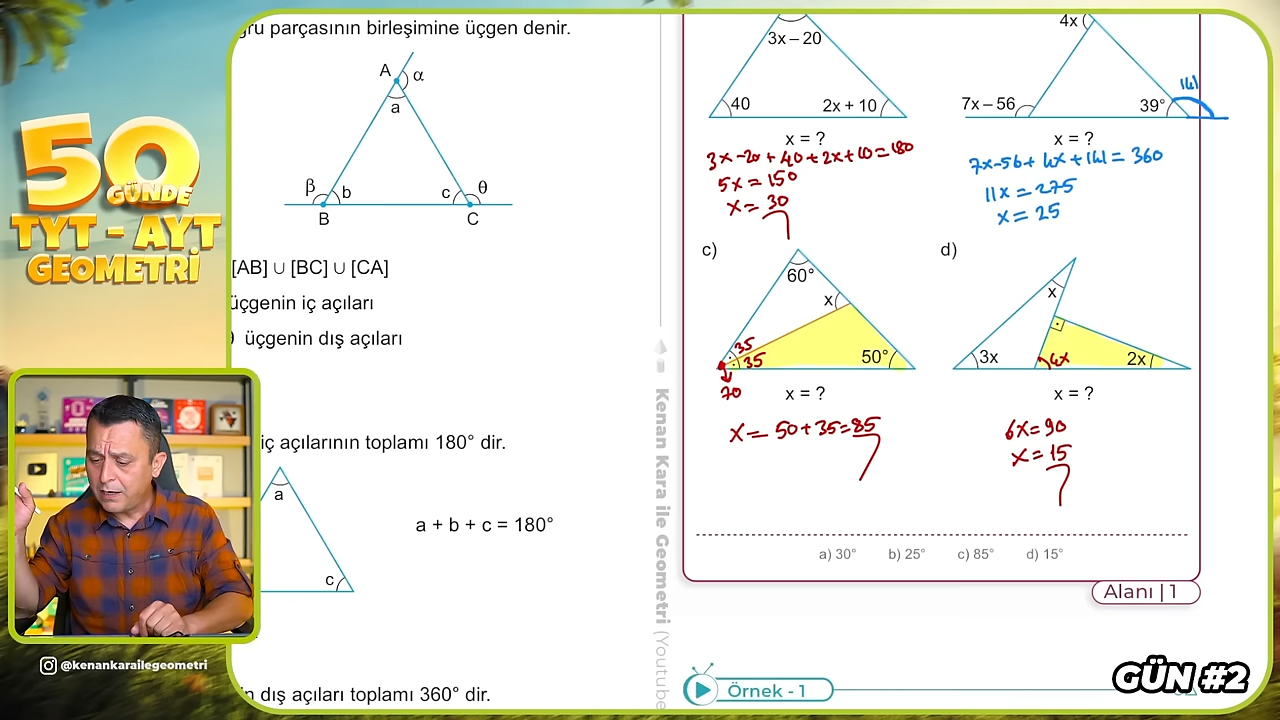 50
GÜNDE
TYT - AYT
GEOMETRİ
ğru parçasının birleşimine üçgen denir.
A
α
a
β
b
c
θ
B
C
[AB] ∪ [BC] ∪ [CA]
üçgenin iç açıları
üçgenin dış açıları
iç açılarının toplamı 180° dir.
a
c
a + b + c = 180°
n dış açıları toplamı 360° dir.
@kenankarailegeometri
Kenan Kara ile Geometri (Youtube
3x – 20
40
2x + 10
x = ?
3x-20+40+2x+10=180
5x=150
x=30
4x
7x – 56
39°
141
x = ?
7x-56+4x+141=360
11x=275
x=25
c)
60°
x
35
35
50°
70
x = ?
x=50+35=85
d)
x
3x
4x
2x
x = ?
6x=90
x=15
a) 30° b) 25° c) 85° d) 15°
Alanı | 1
Örnek - 1
GÜN #2